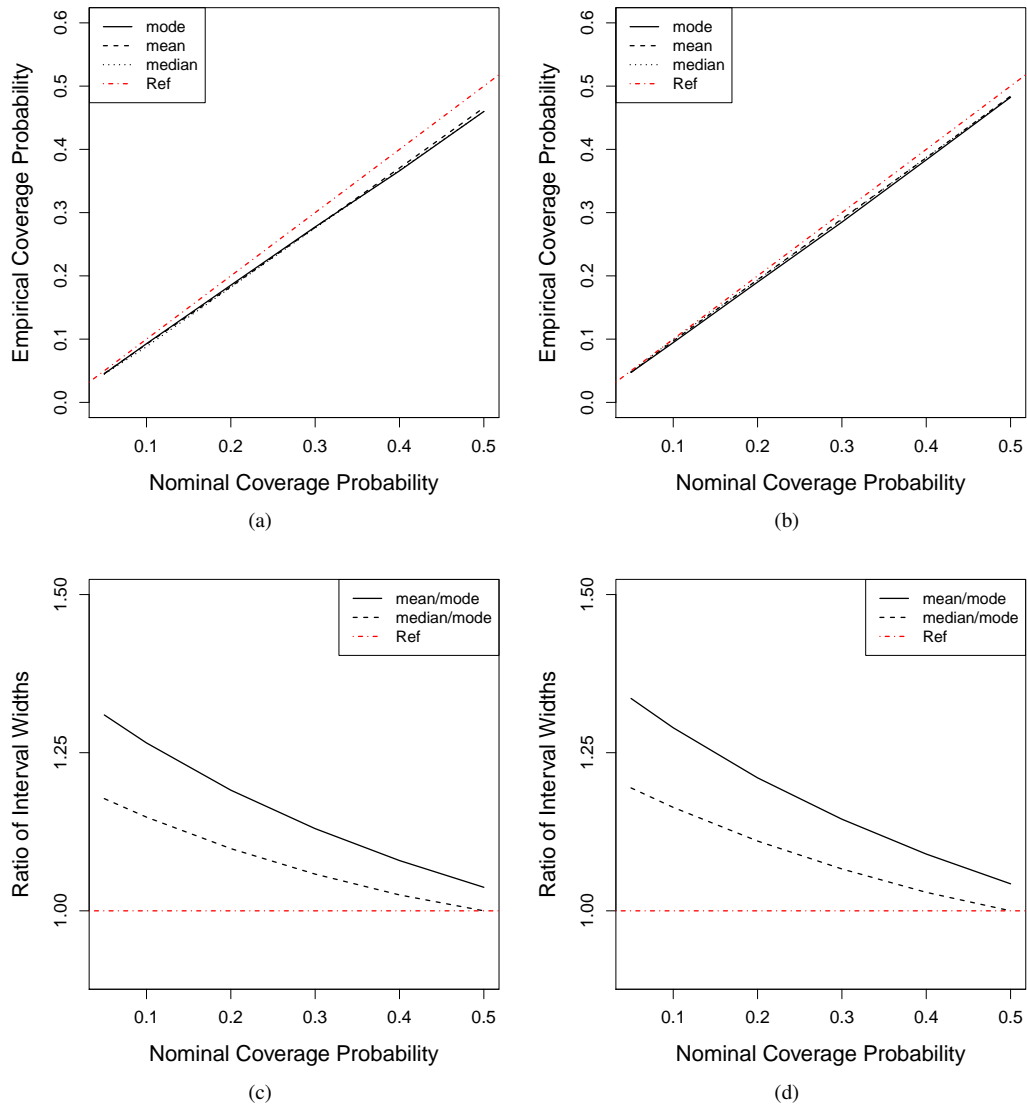 mode
mean
median
Ref
0.0
0.1
0.2
0.3
0.4
0.5
0.6
Empirical Coverage Probability
0.1
0.2
0.3
0.4
0.5
Nominal Coverage Probability
(a)
mode
mean
median
Ref
0.0
0.1
0.2
0.3
0.4
0.5
0.6
Empirical Coverage Probability
0.1
0.2
0.3
0.4
0.5
Nominal Coverage Probability
(b)
mean/mode
median/mode
Ref
1.00
1.25
1.50
Ratio of Interval Widths
0.1
0.2
0.3
0.4
0.5
Nominal Coverage Probability
(c)
mean/mode
median/mode
Ref
1.00
1.25
1.50
Ratio of Interval Widths
0.1
0.2
0.3
0.4
0.5
Nominal Coverage Probability
(d)